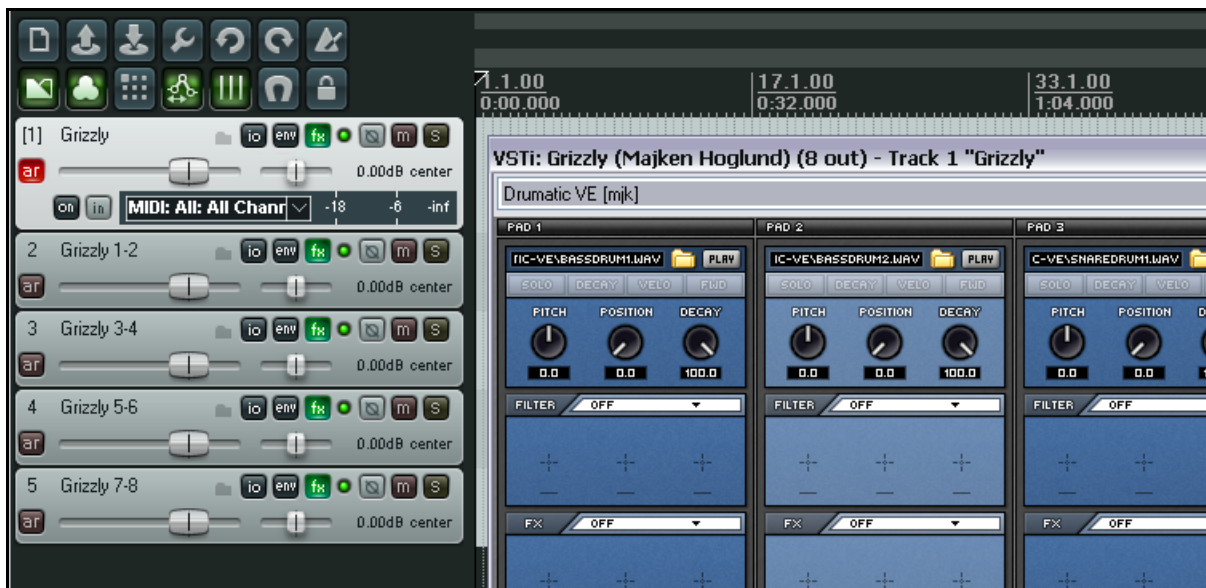 1.1.00 17.1.00 33.1.00
0:00.000 0:32.000 1:04.000
[1] Grizzly io env fx m S
ar 0.00dB center
on in MIDI: All: All Chanr -18 -6 -inf
2 Grizzly 1-2 io env fx m S
ar 0.00dB center
3 Grizzly 3-4 io env fx m S
ar 0.00dB center
4 Grizzly 5-6 io env fx m S
ar 0.00dB center
5 Grizzly 7-8 io env fx m S
ar 0.00dB center
VSTi: Grizzly (Majken Hoglund) (8 out) - Track 1 "Grizzly"
Drumatic VE [mjk]
PAD 1 PAD 2 PAD 3
TIC-VE\BASSDRUM1.WAV PLAY IC-VE\BASSDRUM2.WAV PLAY C-VE\SNAREDRUM1.WAV
SOLO DECAY VELO FWD SOLO DECAY VELO FWD SOLO DECAY VELO
PITCH POSITION DECAY PITCH POSITION DECAY PITCH POSITION
0.0 0.0 100.0 0.0 0.0 100.0 0.0 0.0
FILTER OFF FILTER OFF FILTER OFF
FX OFF FX OFF FX OFF